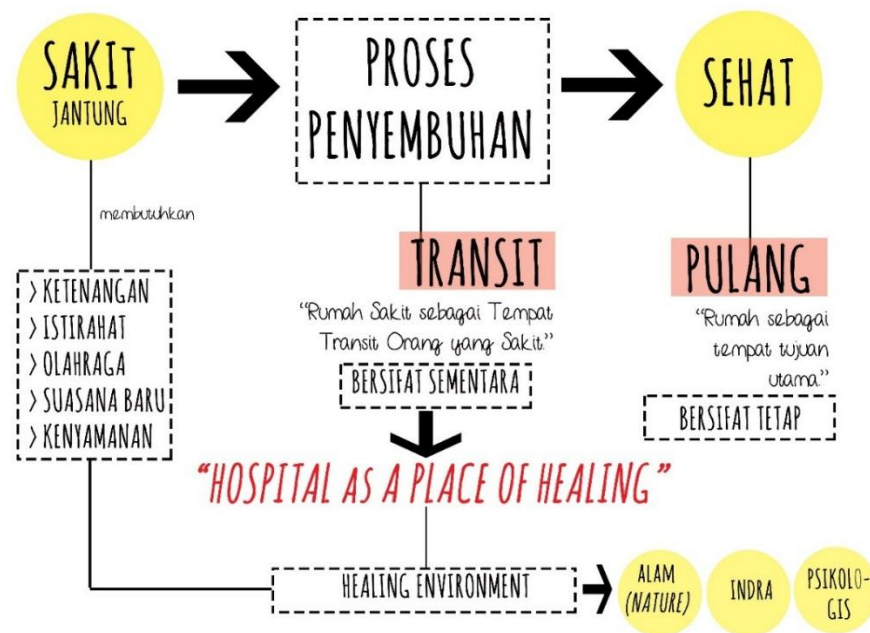 SAKIT
JANTUNG
PROSES
PENYEMBUHAN
SEHAT
membutuhkan
> KETENANGAN
> ISTIRAHAT
> OLAHRAGA
> SUASANA BARU
> KENYAMANAN
TRANSIT
"Rumah Sakit sebagai Tempat
Transit Orang yang Sakit."
BERSIFAT SEMENTARA
PULANG
"Rumah sebagai
tempat tujuan
utama."
BERSIFAT TETAP
"HOSPITAL AS A PLACE OF HEALING"
HEALING ENVIRONMENT
ALAM
(NATURE)
INDRA
PSIKOLO-
GIS